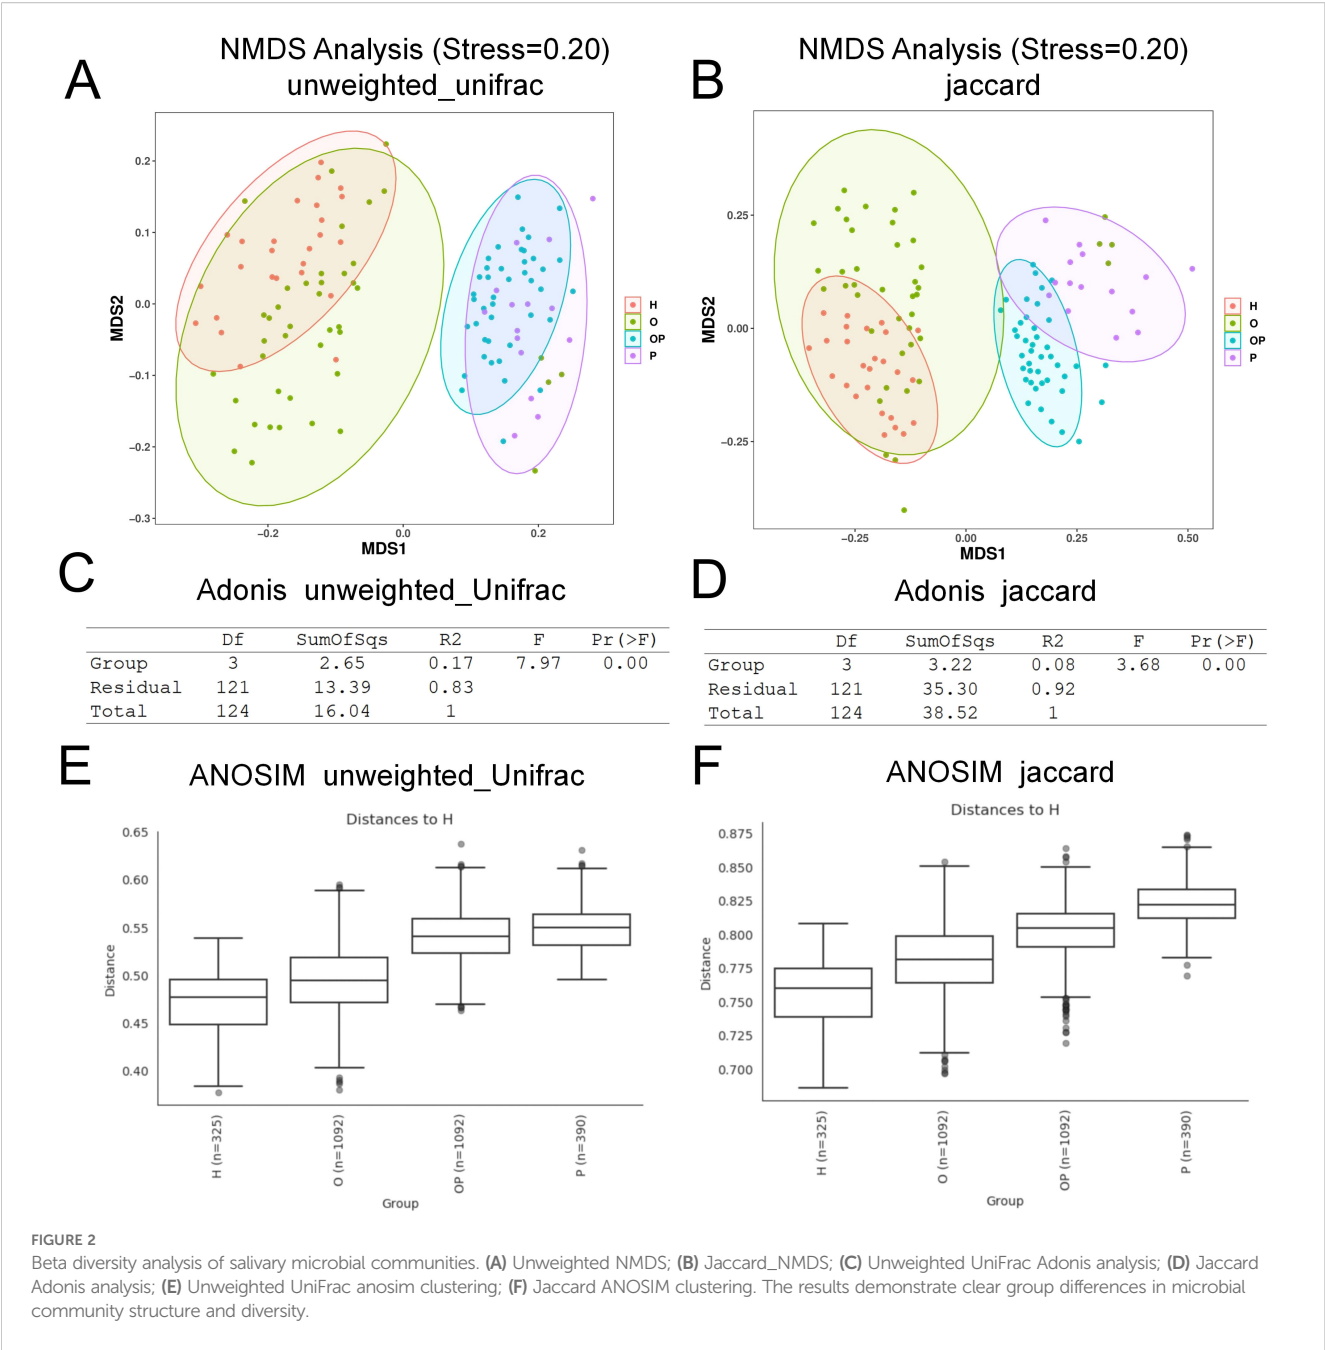 A
NMDS Analysis (Stress=0.20)
unweighted_unifrac
0.2
0.1
0.0
−0.1
−0.2
−0.3
MDS2
−0.2
0.0
0.2
MDS1
H
O
OP
P
B
NMDS Analysis (Stress=0.20)
jaccard
0.25
0.00
−0.25
MDS2
−0.25
0.00
0.25
0.50
MDS1
H
O
OP
P
C
Adonis unweighted_Unifrac
Df SumOfSqs R2 F Pr(>F)
Group 3 2.65 0.17 7.97 0.00
Residual 121 13.39 0.83
Total 124 16.04 1
D
Adonis jaccard
Df SumOfSqs R2 F Pr(>F)
Group 3 3.22 0.08 3.68 0.00
Residual 121 35.30 0.92
Total 124 38.52 1
E
ANOSIM unweighted_Unifrac
Distances to H
0.65
0.60
0.55
0.50
0.45
0.40
Distance
H (n=325)
O (n=1092)
OP (n=1092)
P (n=390)
Group
F
ANOSIM jaccard
Distances to H
0.875
0.850
0.825
0.800
0.775
0.750
0.725
0.700
Distance
H (n=325)
O (n=1092)
OP (n=1092)
P (n=390)
Group
FIGURE 2
Beta diversity analysis of salivary microbial communities. (A) Unweighted NMDS; (B) Jaccard_NMDS; (C) Unweighted UniFrac Adonis analysis; (D) Jaccard
Adonis analysis; (E) Unweighted UniFrac anosim clustering; (F) Jaccard ANOSIM clustering. The results demonstrate clear group differences in microbial
community structure and diversity.